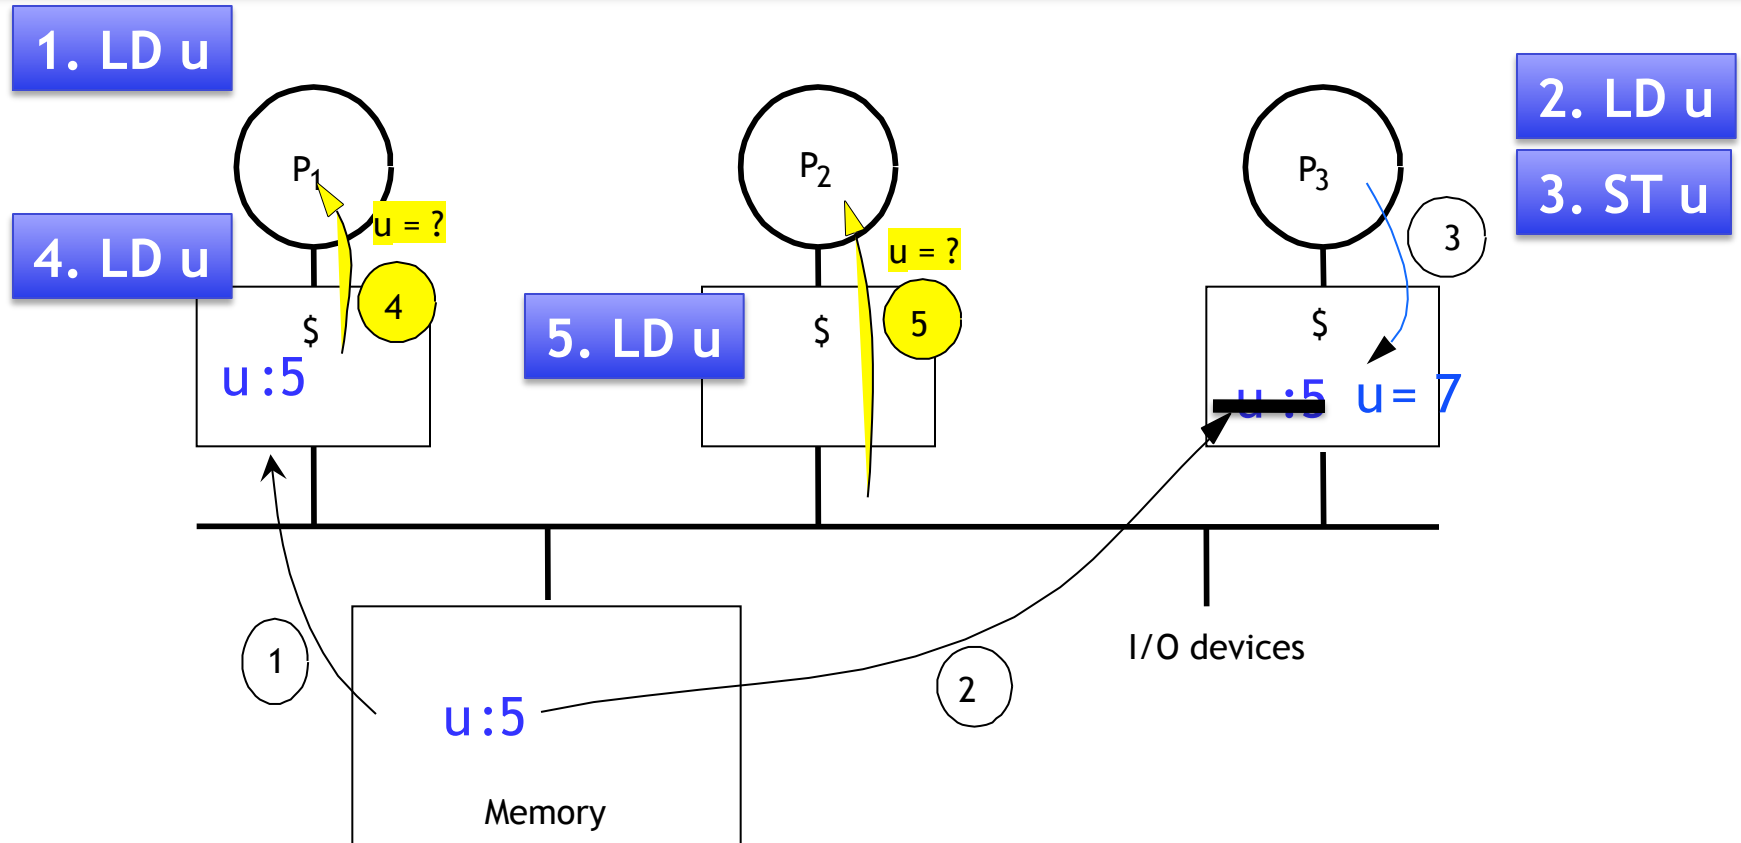 1. LD u
2. LD u
P1
P2
P3
3. ST u
u = ?
4. LD u
u = ?
3
4
5
$
5. LD u
$
$
u:5
u:5 u= 7
1
2
I/O devices
u:5
Memory